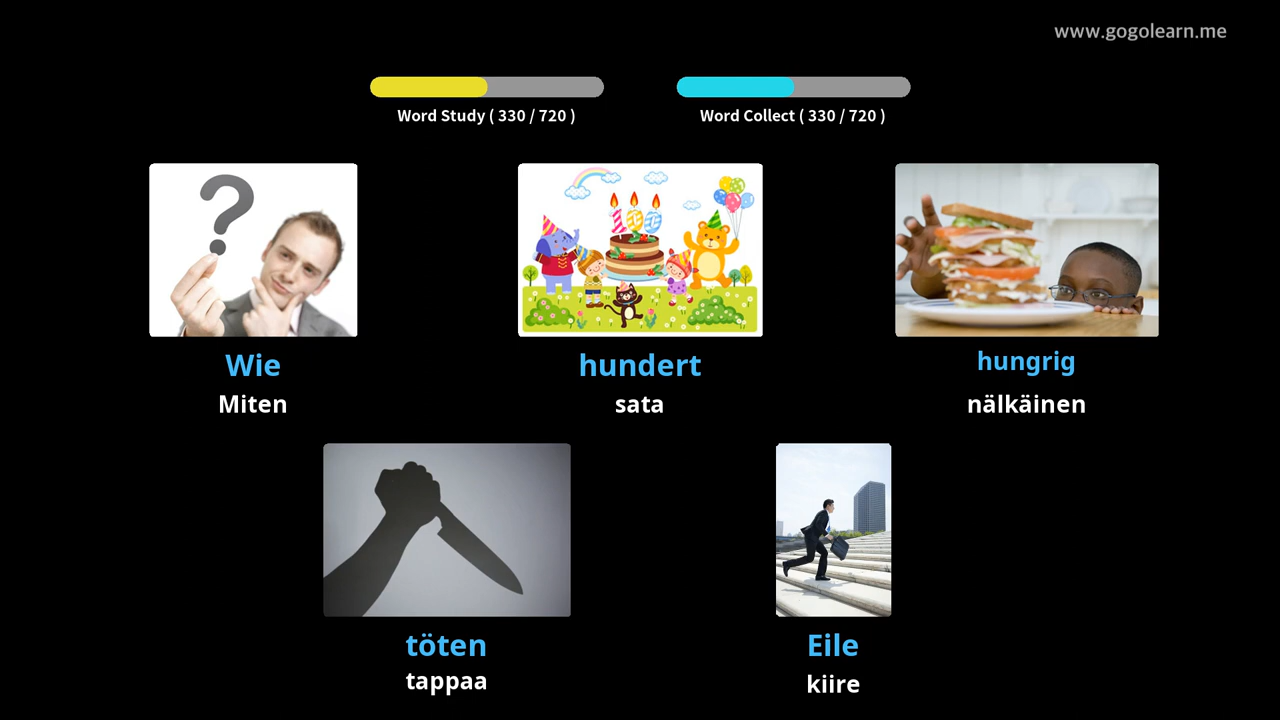 www.gogolearn.me
Word Study ( 330 / 720 )
Word Collect ( 330 / 720 )
?
100
Wie
Miten
hundert
sata
hungrig
nälkäinen
töten
tappaa
Eile
kiire